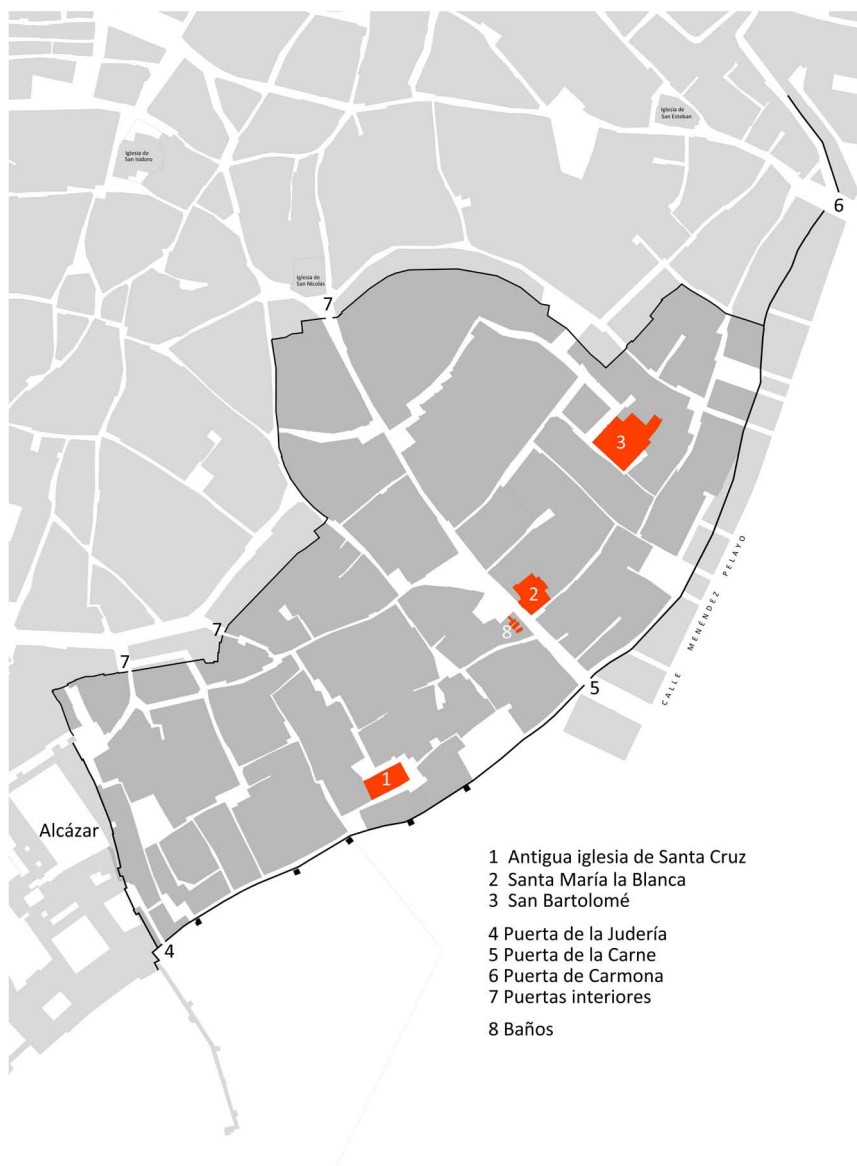 Iglesia de
San Esteban
Iglesia de
San Isidoro
6
Iglesia de
San Nicolás
7
3
CALLE MENÉNDEZ PELAYO
2
8
7
7
5
1
Alcázar
4
1 Antigua iglesia de Santa Cruz
2 Santa María la Blanca
3 San Bartolomé
4 Puerta de la Judería
5 Puerta de la Carne
6 Puerta de Carmona
7 Puertas interiores
8 Baños